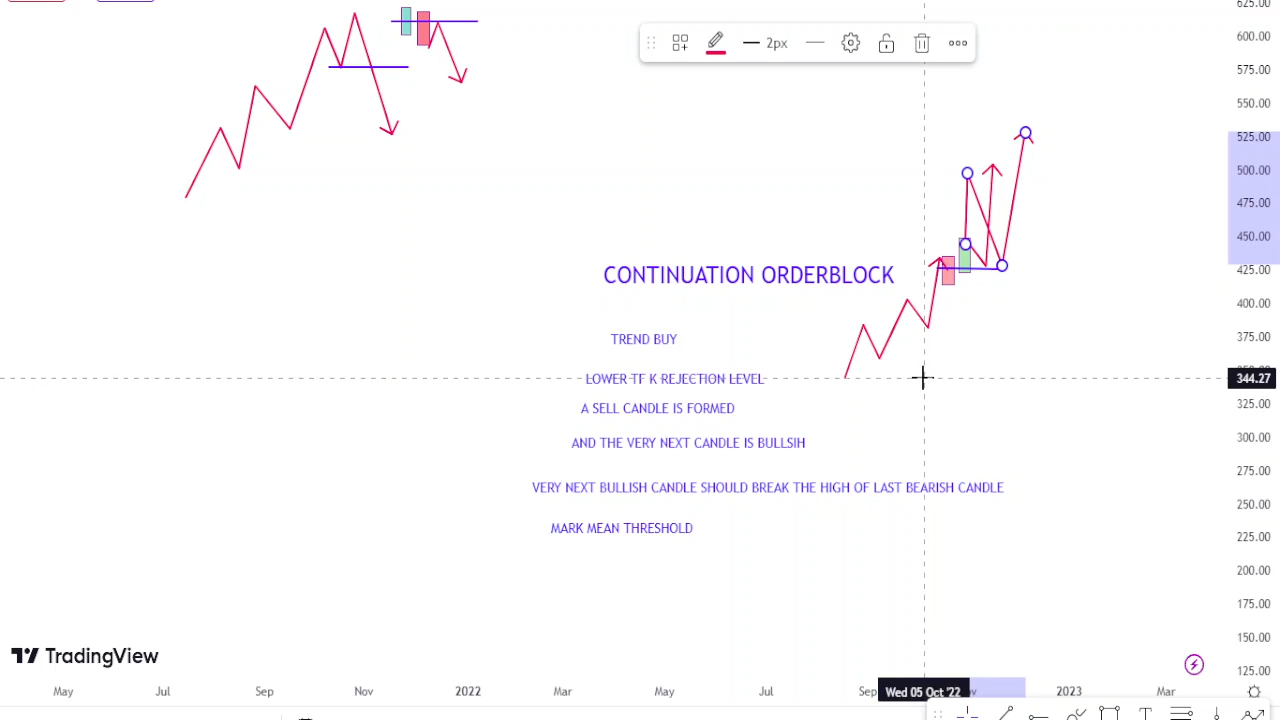 625.00
600.00
2px
575.00
550.00
525.00
500.00
475.00
450.00
CONTINUATION ORDERBLOCK
425.00
400.00
TREND BUY
375.00
LOWER TF K REJECTION LEVEL
344.27
A SELL CANDLE IS FORMED
325.00
300.00
AND THE VERY NEXT CANDLE IS BULLSIH
275.00
VERY NEXT BULLISH CANDLE SHOULD BREAK THE HIGH OF LAST BEARISH CANDLE
250.00
MARK MEAN THRESHOLD
225.00
200.00
175.00
150.00
TradingView
125.00
May Jul Sep Nov 2022 Mar May Jul Sep Wed 05 Oct '22 2023 Mar